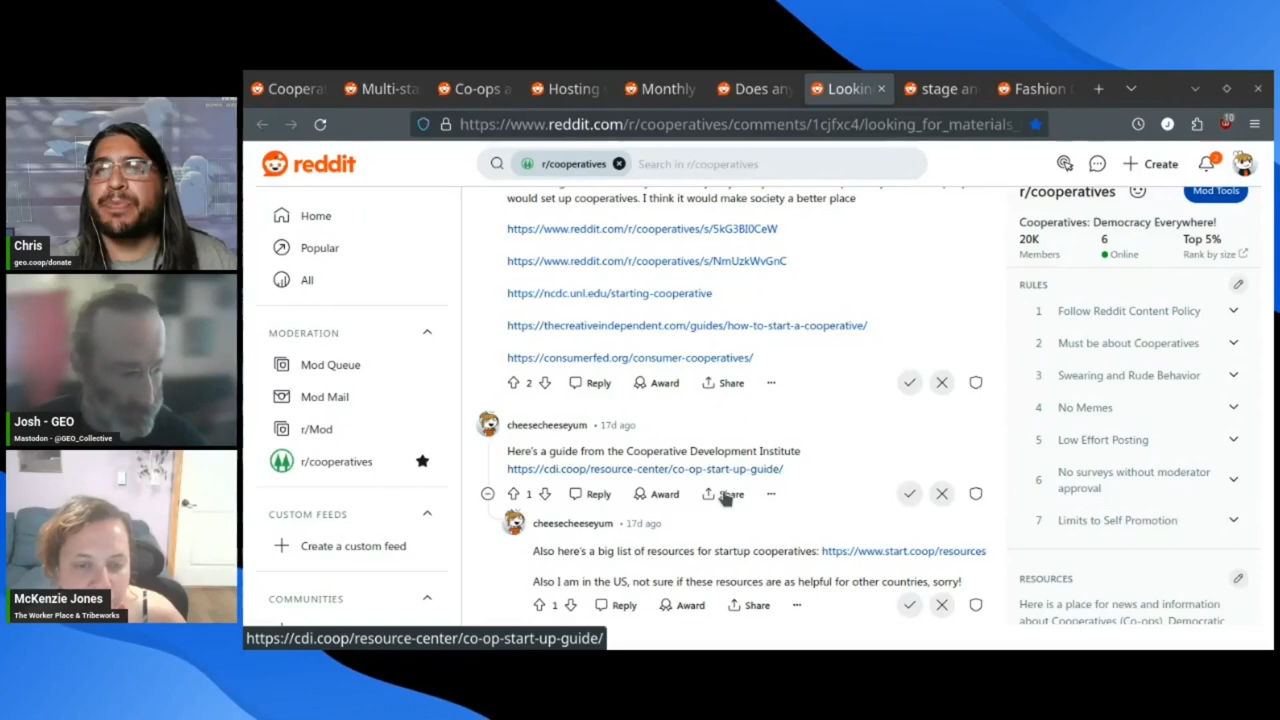 Coopera
Multi-sta
Co-ops a
Hosting
Monthly
Does any
Lookin
stage an
Fashion
https://www.reddit.com/r/cooperatives/comments/1cjfxc4/looking_for_materials_
10
reddit
r/cooperatives
Search in r/cooperatives
Create
2
Chris
geo.coop/donate
Josh - GEO
Mastodon - @GEO_Collective
McKenzie Jones
The Worker Place & Tribeworks
Home
Popular
All
MODERATION
Mod Queue
Mod Mail
r/Mod
r/cooperatives
CUSTOM FEEDS
Create a custom feed
COMMUNITIES
would set up cooperatives. I think it would make society a better place
https://www.reddit.com/r/cooperatives/s/5kG3BI0CeW
https://www.reddit.com/r/cooperatives/s/NmUzkWvGnC
https://ncdc.unl.edu/starting-cooperative
https://thecreativeindependent.com/guides/how-to-start-a-cooperative/
https://consumerfed.org/consumer-cooperatives/
2 Reply Award Share ...
cheesecheeseyum • 17d ago
Here's a guide from the Cooperative Development Institute
https://cdi.coop/resource-center/co-op-start-up-guide/
1 Reply Award Share ...
cheesecheeseyum • 17d ago
Also here's a big list of resources for startup cooperatives: https://www.start.coop/resources
Also I am in the US, not sure if these resources are as helpful for other countries, sorry!
1 Reply Award Share ...
r/cooperatives
Mod Tools
Cooperatives: Democracy Everywhere!
20K 6 Top 5%
Members Online Rank by size
RULES
1 Follow Reddit Content Policy
2 Must be about Cooperatives
3 Swearing and Rude Behavior
4 No Memes
5 Low Effort Posting
6 No surveys without moderator
approval
7 Limits to Self Promotion
RESOURCES
Here is a place for news and information
about Cooperatives (Co-ops), Democratic
https://cdi.coop/resource-center/co-op-start-up-guide/